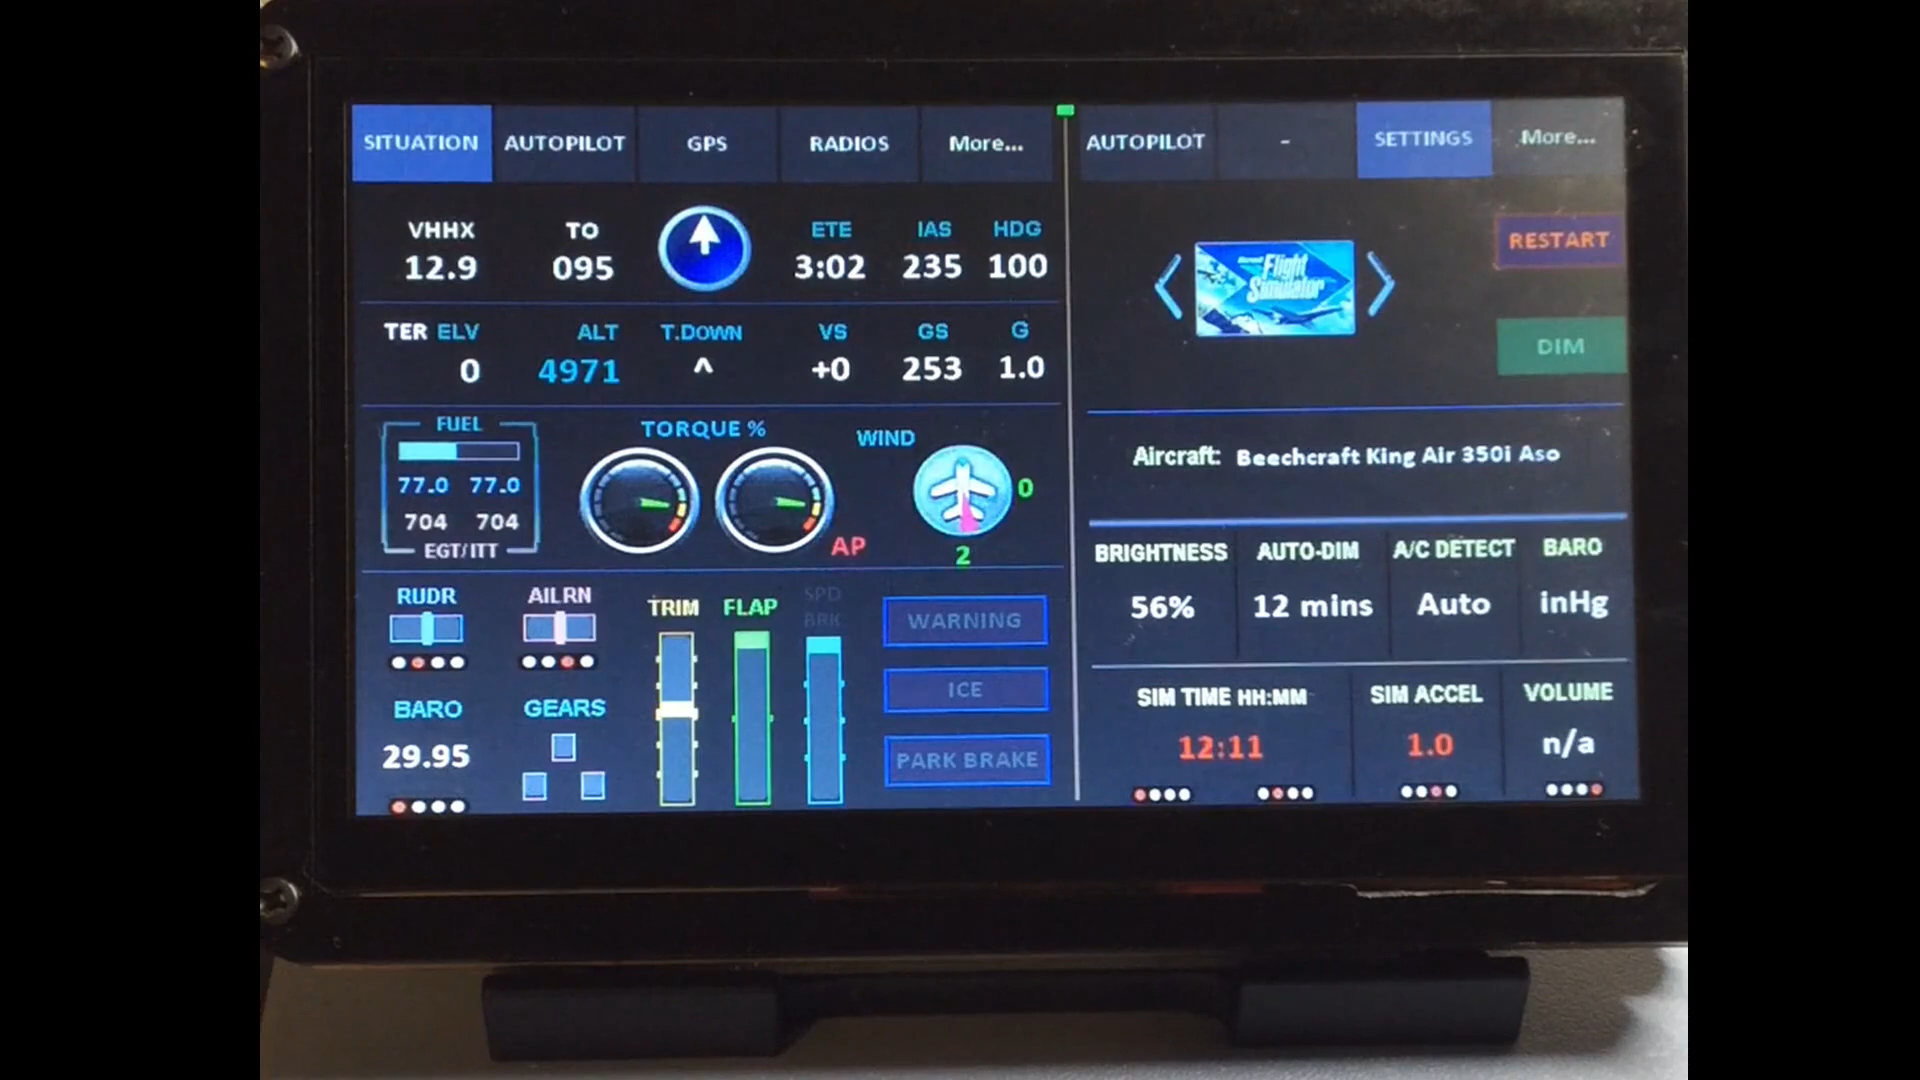 SITUATION AUTOPILOT GPS RADIOS More...
VHHX TO ETE IAS HDG
12.9 095 3:02 235 100
TER ELV ALT T.DOWN VS GS G
0 4971 ^ +0 253 1.0
FUEL TORQUE % WIND
77.0 77.0 0
704 704
EGT/ITT AP 2
RUDR AILRN TRIM FLAP SPD BRK WARNING
ICE
BARO GEARS
29.95 PARK BRAKE
AUTOPILOT - SETTINGS More...
RESTART
Microsoft
Flight
Simulator
DIM
Aircraft: Beechcraft King Air 350i Aso
BRIGHTNESS AUTO-DIM A/C DETECT BARO
56% 12 mins Auto inHg
SIM TIME HH:MM SIM ACCEL VOLUME
12:11 1.0 n/a